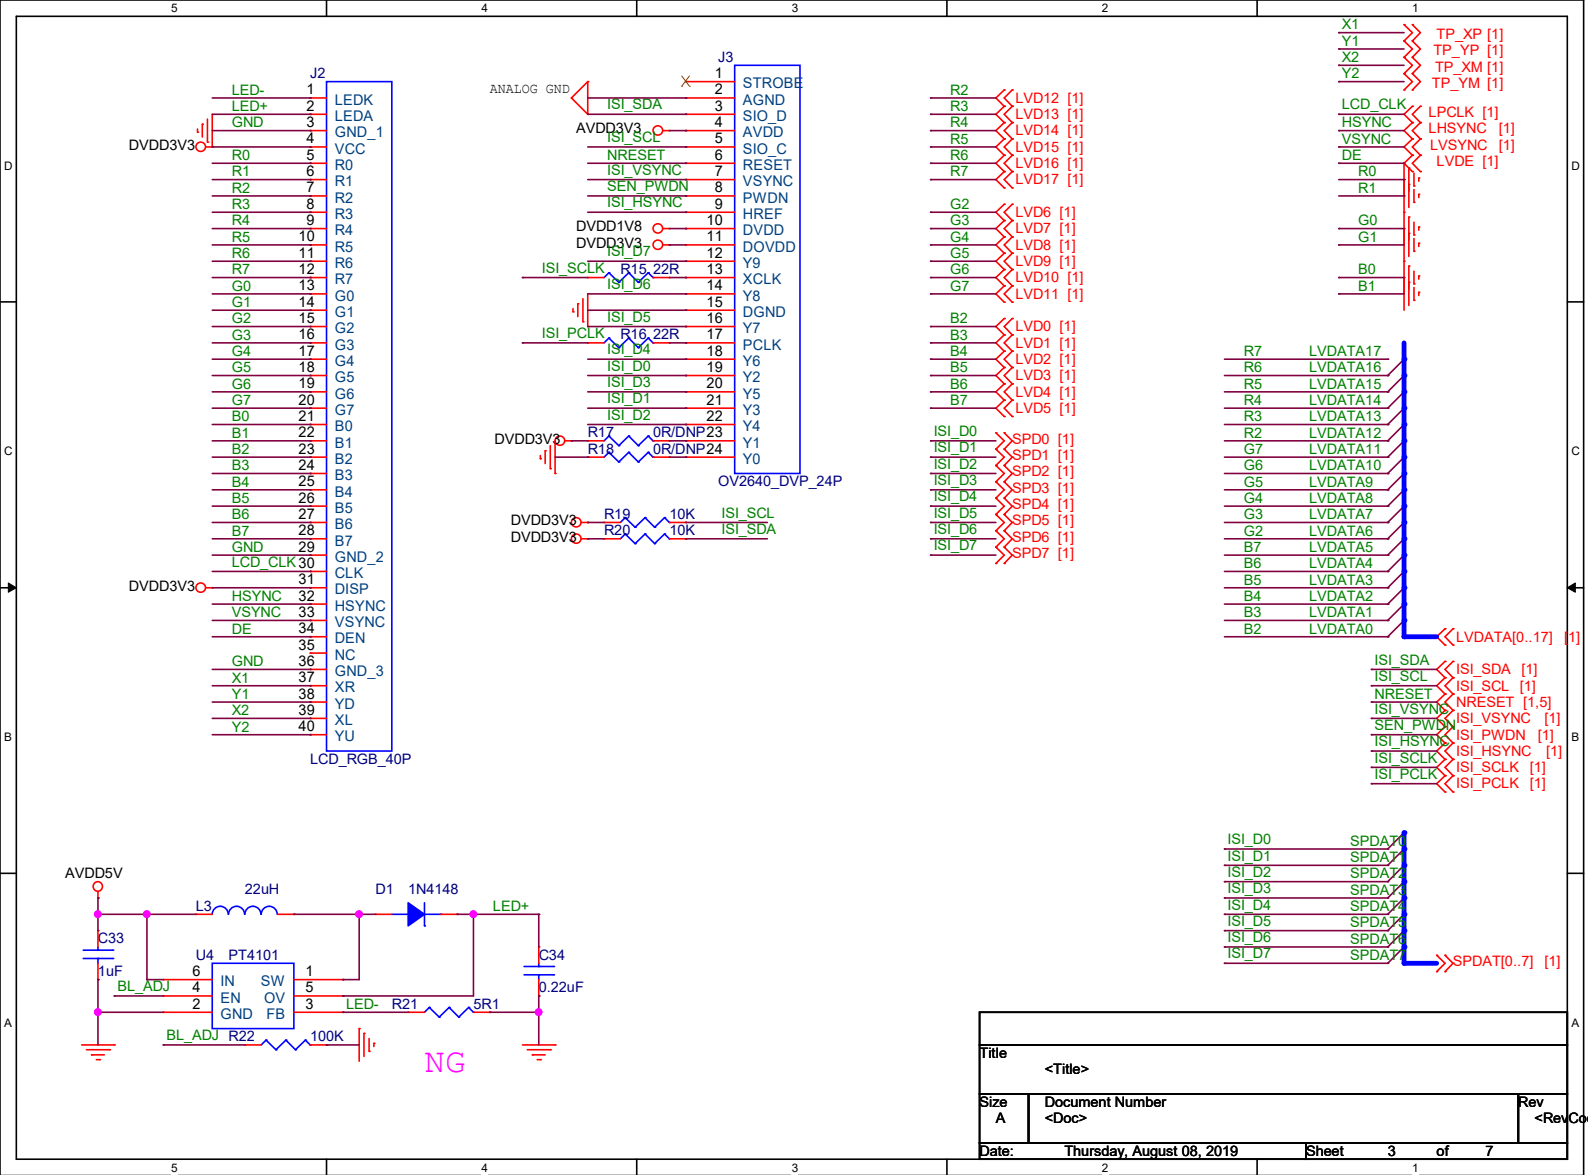 5 4 3 2 1
D
C
B
A
J2
LED- 1 LEDK
LED+ 2 LEDA
GND 3 GND_1
DVDD3V3 4 VCC
R0 5 R0
R1 6 R1
R2 7 R2
R3 8 R3
R4 9 R4
R5 10 R5
R6 11 R6
R7 12 R7
G0 13 G0
G1 14 G1
G2 15 G2
G3 16 G3
G4 17 G4
G5 18 G5
G6 19 G6
G7 20 G7
B0 21 B0
B1 22 B1
B2 23 B2
B3 24 B3
B4 25 B4
B5 26 B5
B6 27 B6
B7 28 B7
GND 29 GND_2
LCD_CLK 30 CLK
DVDD3V3 31 DISP
HSYNC 32 HSYNC
VSYNC 33 VSYNC
DE 34 DEN
35 NC
GND 36 GND_3
X1 37 XR
Y1 38 YD
X2 39 XL
Y2 40 YU
LCD_RGB_40P
J3
1 STROBE
ANALOG GND 2 AGND
ISI_SDA 3 SIO_D
AVDD3V3 4 AVDD
ISI_SCL 5 SIO_C
NRESET 6 RESET
ISI_VSYNC 7 VSYNC
SEN_PWDN 8 PWDN
ISI_HSYNC 9 HREF
DVDD1V8 10 DVDD
DVDD3V3 11 DOVDD
ISI_D7 12 Y9
ISI_SCLK R15 22R 13 XCLK
ISI_D6 14 Y8
15 DGND
ISI_D5 16 Y7
ISI_PCLK R16 22R 17 PCLK
ISI_D4 18 Y6
ISI_D0 19 Y2
ISI_D3 20 Y5
ISI_D1 21 Y3
ISI_D2 22 Y4
DVDD3V3 R17 0R/DNP 23 Y1
R18 0R/DNP 24 Y0
OV2640_DVP_24P
DVDD3V3 R19 10K ISI_SCL
DVDD3V3 R20 10K ISI_SDA
R2 LVD12 [1]
R3 LVD13 [1]
R4 LVD14 [1]
R5 LVD15 [1]
R6 LVD16 [1]
R7 LVD17 [1]
G2 LVD6 [1]
G3 LVD7 [1]
G4 LVD8 [1]
G5 LVD9 [1]
G6 LVD10 [1]
G7 LVD11 [1]
B2 LVD0 [1]
B3 LVD1 [1]
B4 LVD2 [1]
B5 LVD3 [1]
B6 LVD4 [1]
B7 LVD5 [1]
ISI_D0 SPD0 [1]
ISI_D1 SPD1 [1]
ISI_D2 SPD2 [1]
ISI_D3 SPD3 [1]
ISI_D4 SPD4 [1]
ISI_D5 SPD5 [1]
ISI_D6 SPD6 [1]
ISI_D7 SPD7 [1]
X1 TP_XP [1]
Y1 TP_YP [1]
X2 TP_XM [1]
Y2 TP_YM [1]
LCD_CLK LPCLK [1]
HSYNC LHSYNC [1]
VSYNC LVSYNC [1]
DE LVDE [1]
R0
R1
G0
G1
B0
B1
R7 LVDATA17
R6 LVDATA16
R5 LVDATA15
R4 LVDATA14
R3 LVDATA13
R2 LVDATA12
G7 LVDATA11
G6 LVDATA10
G5 LVDATA9
G4 LVDATA8
G3 LVDATA7
G2 LVDATA6
B7 LVDATA5
B6 LVDATA4
B5 LVDATA3
B4 LVDATA2
B3 LVDATA1
B2 LVDATA0
LVDATA[0..17] [1]
ISI_SDA ISI_SDA [1]
ISI_SCL ISI_SCL [1]
NRESET NRESET [1,5]
ISI_VSYNC ISI_VSYNC [1]
SEN_PWDN ISI_PWDN [1]
ISI_HSYNC ISI_HSYNC [1]
ISI_SCLK ISI_SCLK [1]
ISI_PCLK ISI_PCLK [1]
ISI_D0 SPDAT0
ISI_D1 SPDAT
ISI_D2 SPDAT2
ISI_D3 SPDAT3
ISI_D4 SPDAT
ISI_D5 SPDAT5
ISI_D6 SPDAT6
ISI_D7 SPDAT
SPDAT[0..7] [1]
AVDD5V
22uH D1 1N4148
L3 LED+
C33
1uF
U4 PT4101
6 IN SW 1
BL_ADJ 4 EN OV 5
2 GND FB 3 LED- R21 5R1
C34
0.22uF
BL_ADJ R22 100K
NG
Title
<Title>
Size Document Number Rev
A <Doc> <RevCo
Date: Thursday, August 08, 2019 Sheet 3 of 7
5 4 3 2 1
D
C
B
A